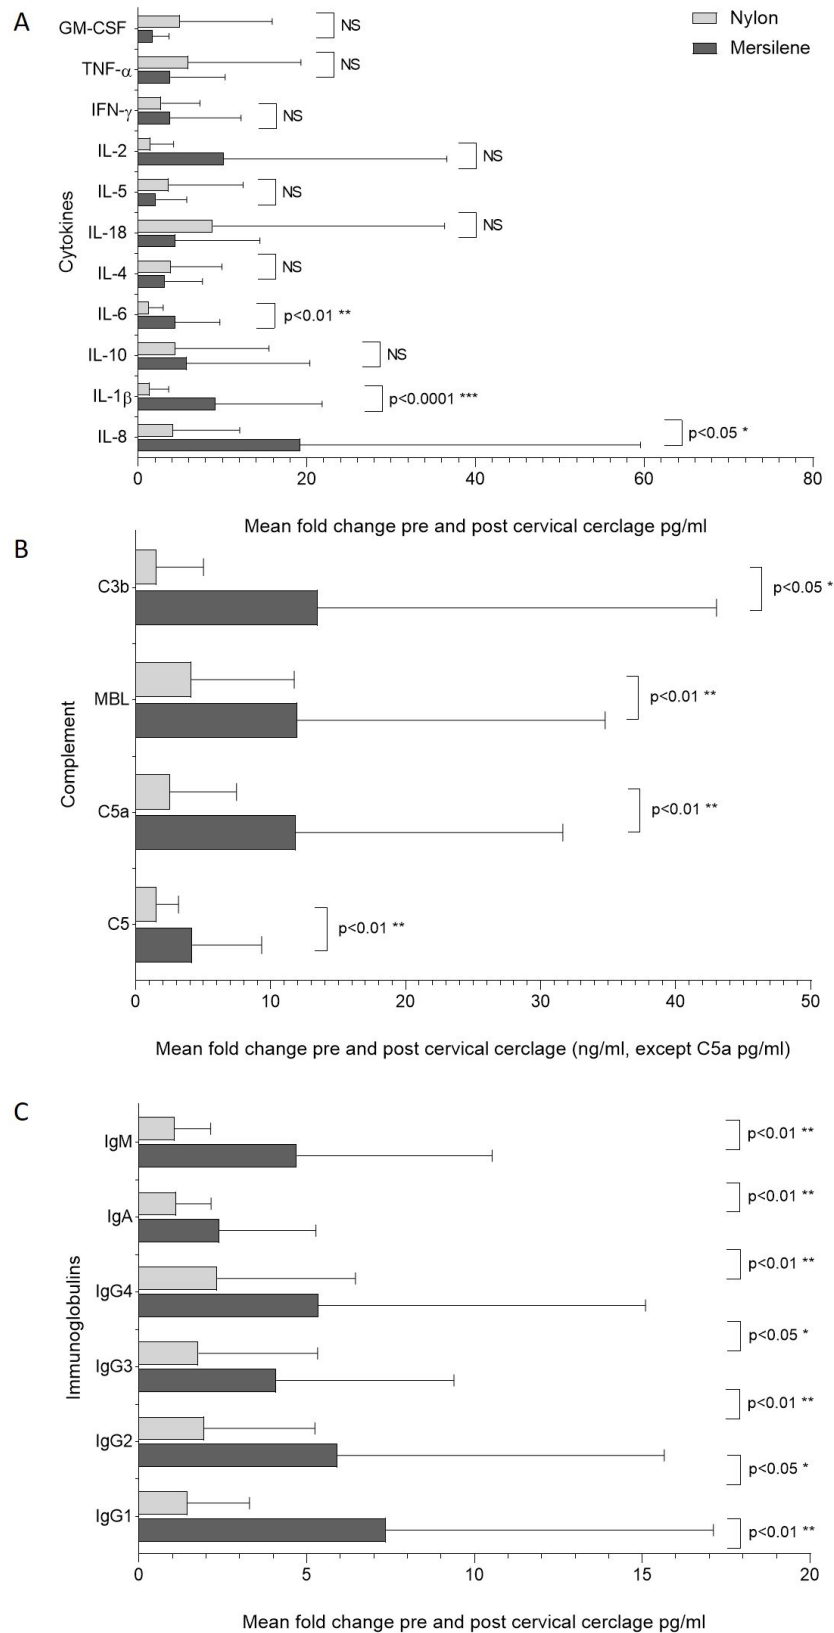 A
Nylon
Mersilene
GM-CSF
NS
TNF-α
NS
IFN-γ
NS
IL-2
NS
IL-5
NS
IL-18
NS
IL-4
NS
IL-6
p<0.01 **
IL-10
NS
IL-1β
p<0.0001 ***
IL-8
p<0.05 *
Cytokines
0 20 40 60 80
Mean fold change pre and post cervical cerclage pg/ml
B
C3b
p<0.05 *
MBL
p<0.01 **
C5a
p<0.01 **
C5
p<0.01 **
Complement
0 10 20 30 40 50
Mean fold change pre and post cervical cerclage (ng/ml, except C5a pg/ml)
C
IgM
p<0.01 **
IgA
p<0.01 **
IgG4
p<0.01 **
IgG3
p<0.05 *
p<0.01 **
IgG2
p<0.05 *
IgG1
p<0.01 **
Immunoglobulins
0 5 10 15 20
Mean fold change pre and post cervical cerclage pg/ml